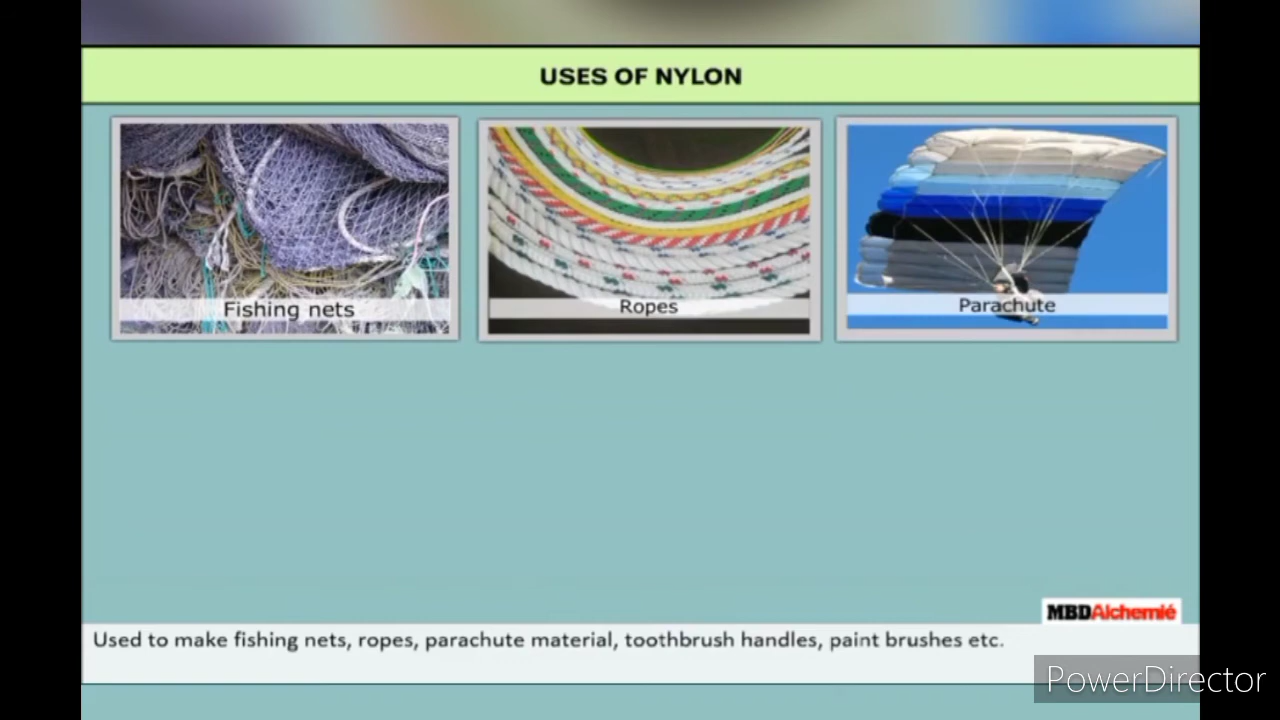 USES OF NYLON
Fishing nets
Ropes
Parachute
MBDAlchemié
Used to make fishing nets, ropes, parachute material, toothbrush handles, paint brushes etc.
PowerDirector